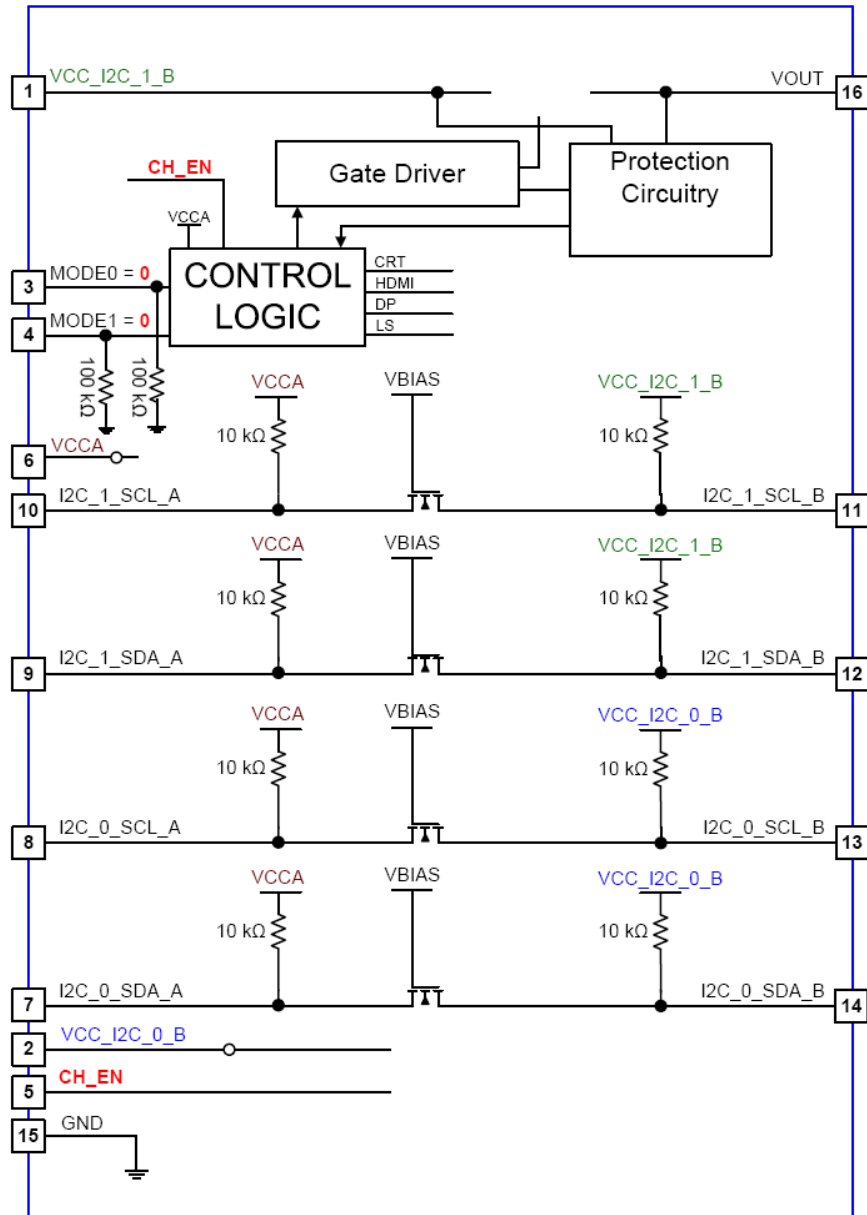 1
VCC_I2C_1_B
VOUT
16
CH_EN
Gate Driver
Protection
Circuitry
VCCA
3
MODE0 = 0
CONTROL
LOGIC
CRT
HDMI
DP
LS
4
MODE1 = 0
100 kΩ
100 kΩ
6
VCCA
VCCA
VBIAS
VCC_I2C_1_B
10 kΩ
10 kΩ
10
I2C_1_SCL_A
I2C_1_SCL_B
11
VCCA
VBIAS
VCC_I2C_1_B
10 kΩ
10 kΩ
9
I2C_1_SDA_A
I2C_1_SDA_B
12
VCCA
VBIAS
VCC_I2C_0_B
10 kΩ
10 kΩ
8
I2C_0_SCL_A
I2C_0_SCL_B
13
VCCA
VBIAS
VCC_I2C_0_B
10 kΩ
10 kΩ
7
I2C_0_SDA_A
I2C_0_SDA_B
14
2
VCC_I2C_0_B
5
CH_EN
15
GND